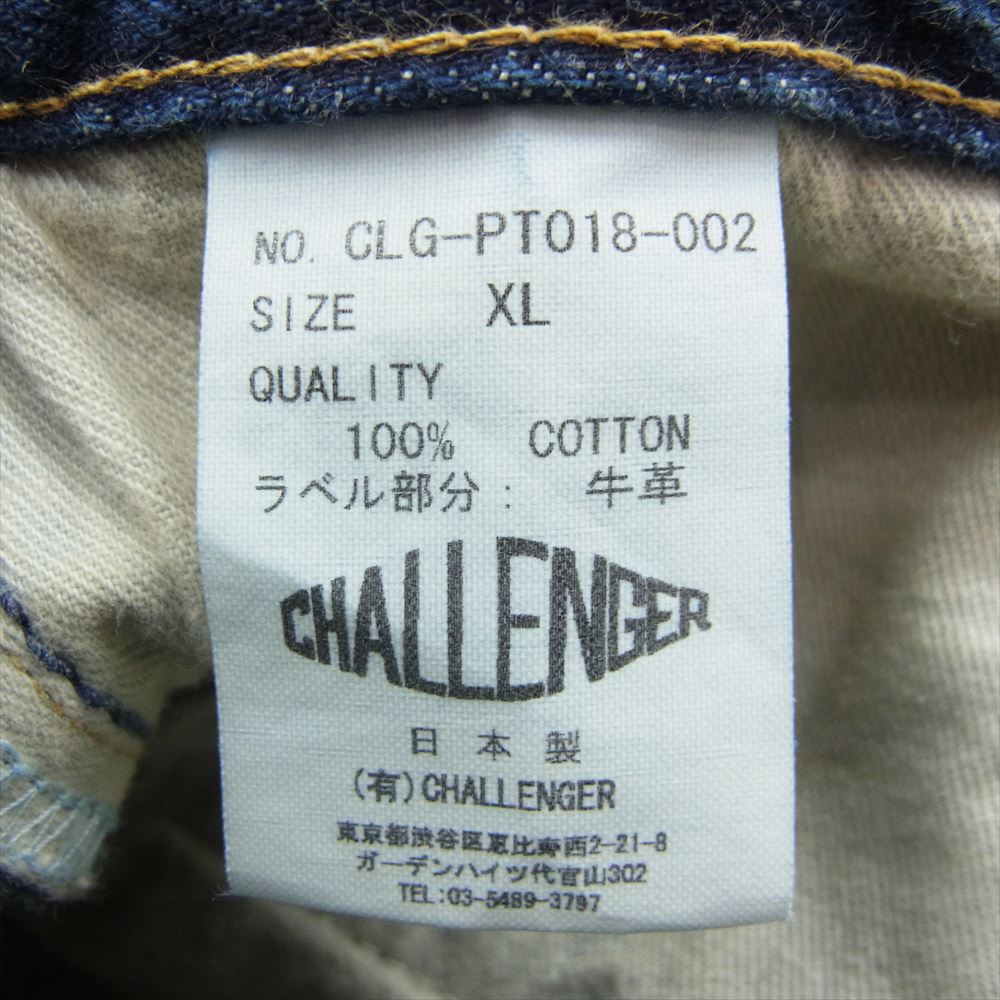 NO. CLG-PT018-002
SIZE XL
QUALITY
100% COTTON
ラベル部分: 牛革
CHALLENGER
日本製
(有)CHALLENGER
東京都渋谷区恵比寿西2-21-8
ガーデンハイツ代官山302
TEL:03-5489-3797